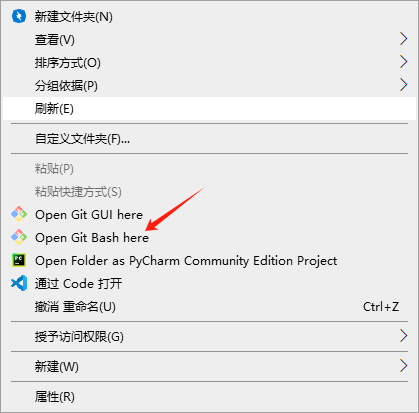 新建文件夹(N)
查看(V)
排序方式(O)
分组依据(P)
刷新(E)
自定义文件夹(F)...
粘贴(P)
粘贴快捷方式(S)
Open Git GUI here
Open Git Bash here
Open Folder as PyCharm Community Edition Project
通过 Code 打开
撤消 重命名(U) Ctrl+Z
授予访问权限(G)
新建(W)
属性(R)